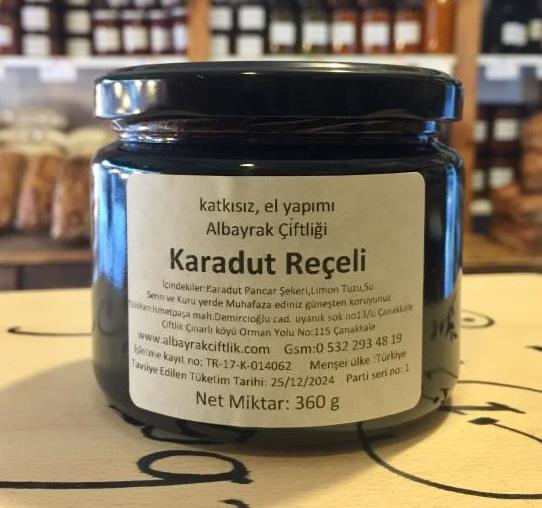 katkısız, el yapımı
Albayrak Çiftliği
Karadut Reçeli
İçindekiler:Karadut Pancar Şekeri,Limon Tuzu,Su
Serin ve Kuru yerde Muhafaza ediniz güneşten koruyunuz
İsmetpaşa mah.Demircioğlu cad. uyanık sok no13/b Çanakkale
Çiftlik:Çınarlı köyü Orman Yolu No:115 Çanakkale
www.albayrakciftlik.com Gsm:0 532 293 48 19
İşletme kayıt no: TR-17-K-014062 Menşei ülke :Türkiye
Tavsiye Edilen Tüketim Tarihi: 25/12/2024 Parti seri no: 1
Net Miktar: 360 g